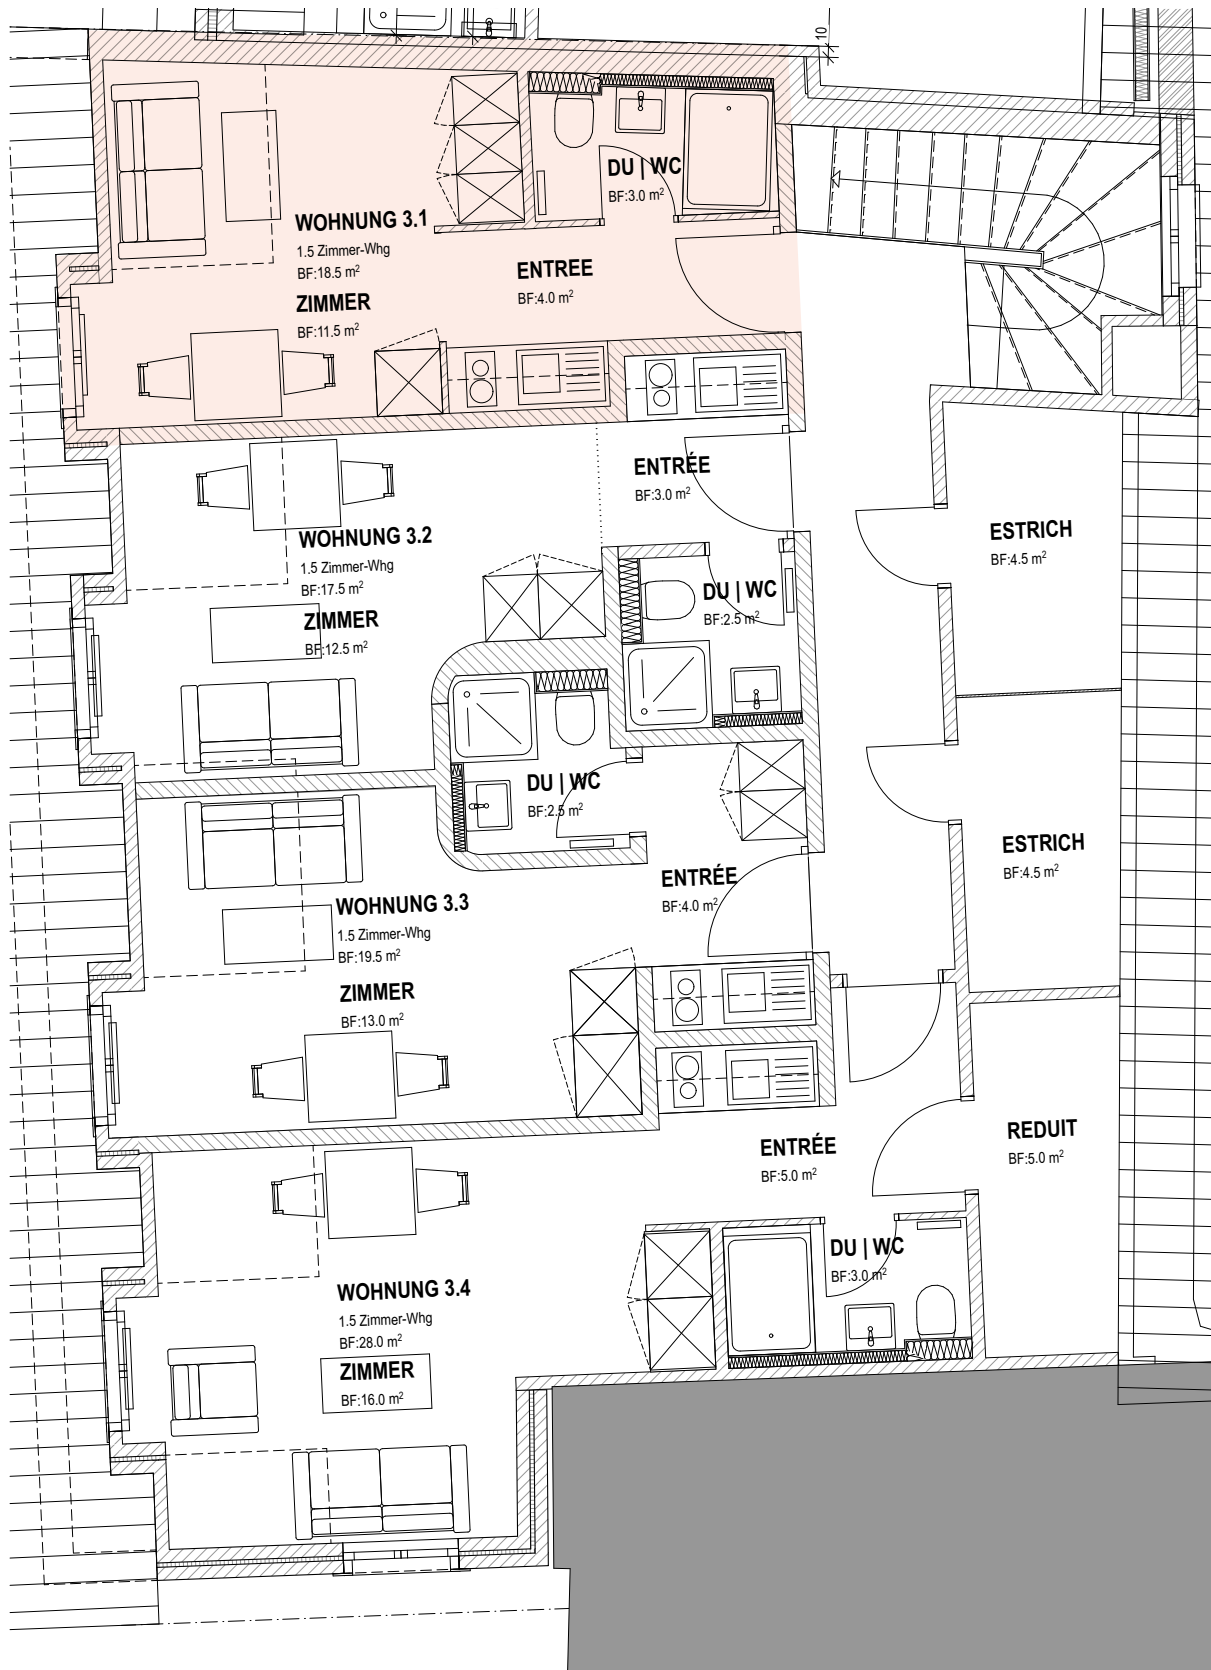 10
DU | WC
BF:3.0 m²
WOHNUNG 3.1
1.5 Zimmer-Whg
BF:18.5 m²
ENTREE
BF:4.0 m²
ZIMMER
BF:11.5 m²
ENTRÉE
BF:3.0 m²
WOHNUNG 3.2
1.5 Zimmer-Whg
BF:17.5 m²
ESTRICH
BF:4.5 m²
DU | WC
BF:2.5 m²
ZIMMER
BF:12.5 m²
DU | WC
BF:2.5 m²
ESTRICH
BF:4.5 m²
ENTRÉE
BF:4.0 m²
WOHNUNG 3.3
1.5 Zimmer-Whg
BF:19.5 m²
ZIMMER
BF:13.0 m²
REDUIT
BF:5.0 m²
ENTRÉE
BF:5.0 m²
DU | WC
BF:3.0 m²
WOHNUNG 3.4
1.5 Zimmer-Whg
BF:28.0 m²
ZIMMER
BF:16.0 m²